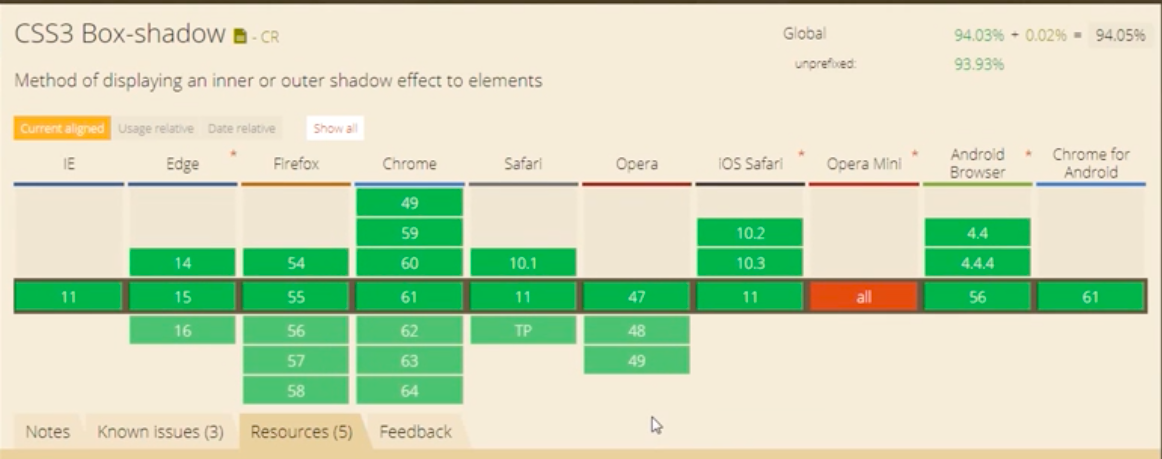 CSS3 Box-shadow - CR
Global 94.03% + 0.02% = 94.05%
unprefixed: 93.93%
Method of displaying an inner or outer shadow effect to elements
Current aligned Usage relative Date relative Show all
IE Edge * Firefox Chrome Safari Opera iOS Safari * Opera Mini * Android Browser * Chrome for Android
49
59 10.2 4.4
14 54 60 10.1 10.3 4.4.4
11 15 55 61 11 47 11 all 56 61
16 56 62 TP 48
57 63 49
58 64
Notes Known issues (3) Resources (5) Feedback